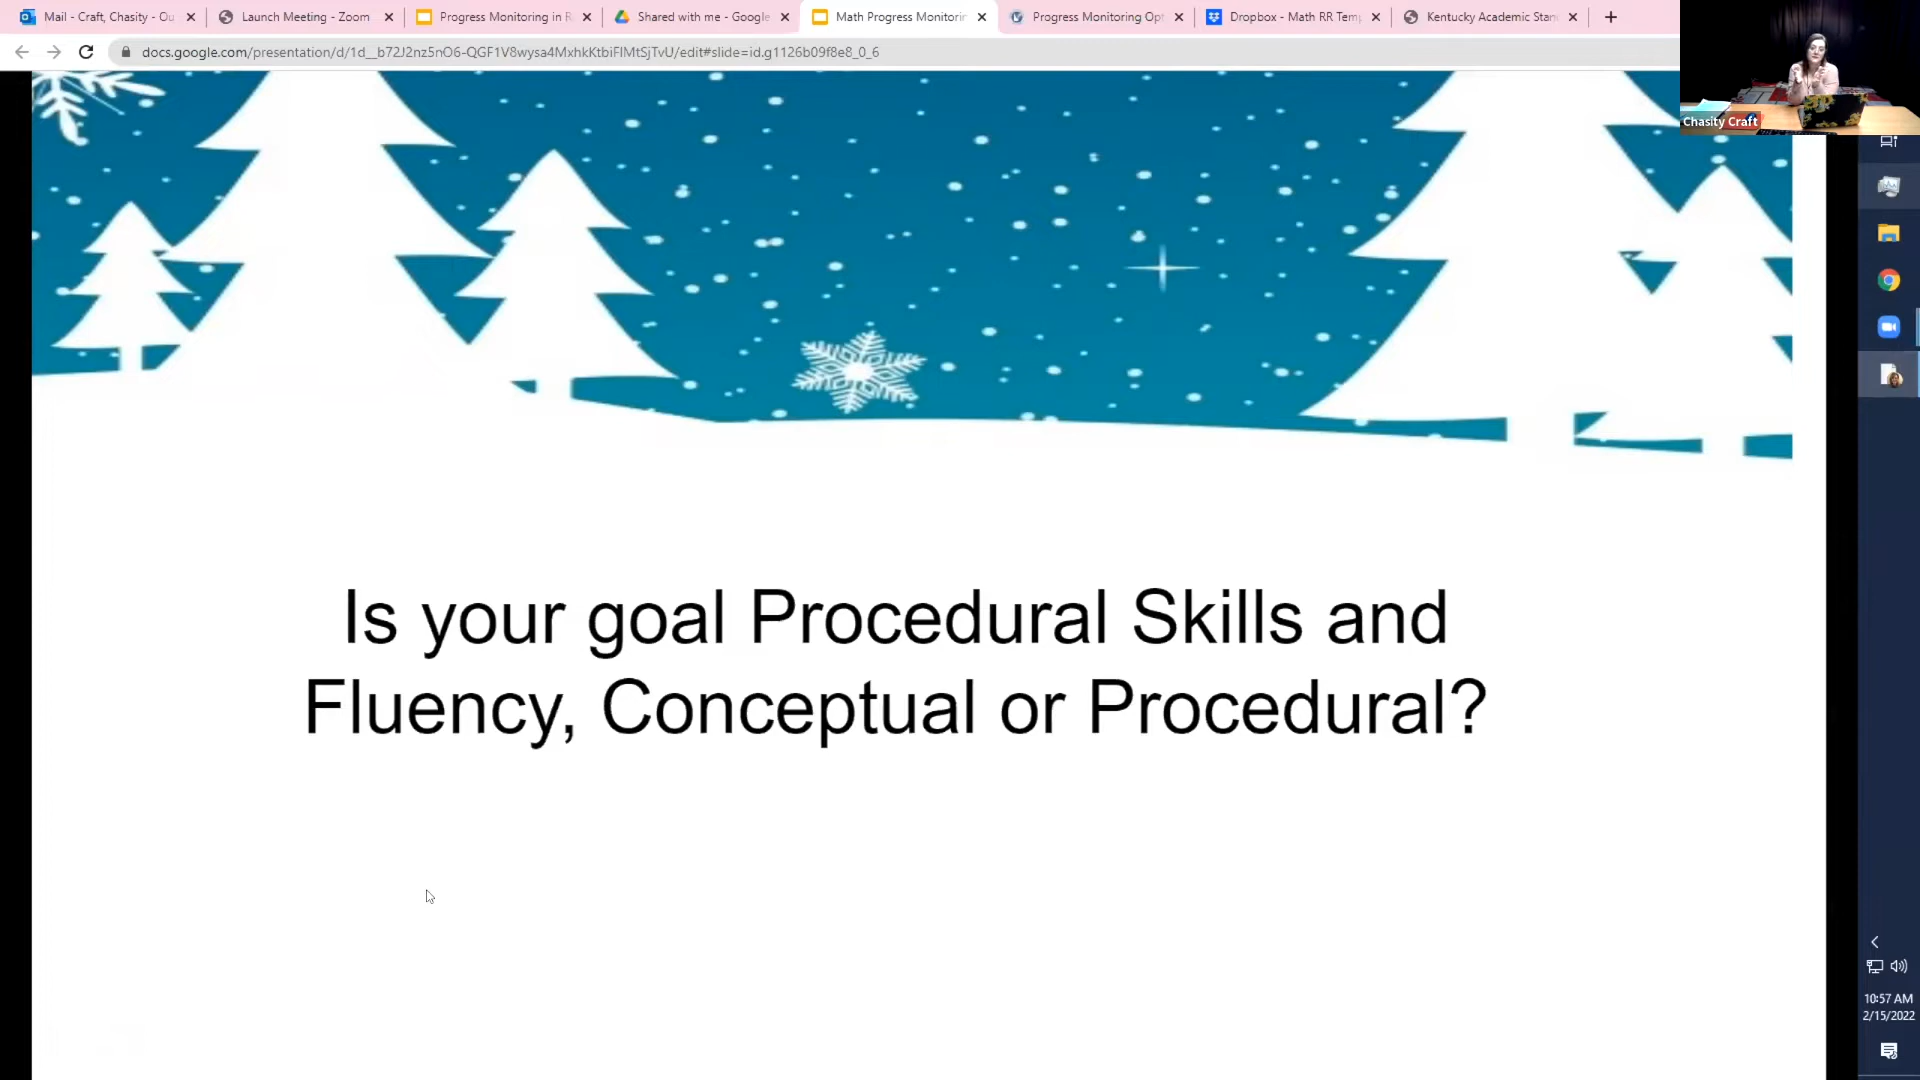 Mail - Craft, Chasity - Ou
Launch Meeting - Zoom
Progress Monitoring in R
Shared with me - Google
Math Progress Monitorin
Progress Monitoring Opt
Dropbox - Math RR Temp
Kentucky Academic Stan
docs.google.com/presentation/d/1d__b72J2nz5nO6-QGF1V8wysa4MxhkKtbiFlMtSjTvU/edit#slide=id.g1126b09f8e8_0_6
Chasity Craft
Is your goal Procedural Skills and
Fluency, Conceptual or Procedural?
10:57 AM
2/15/2022